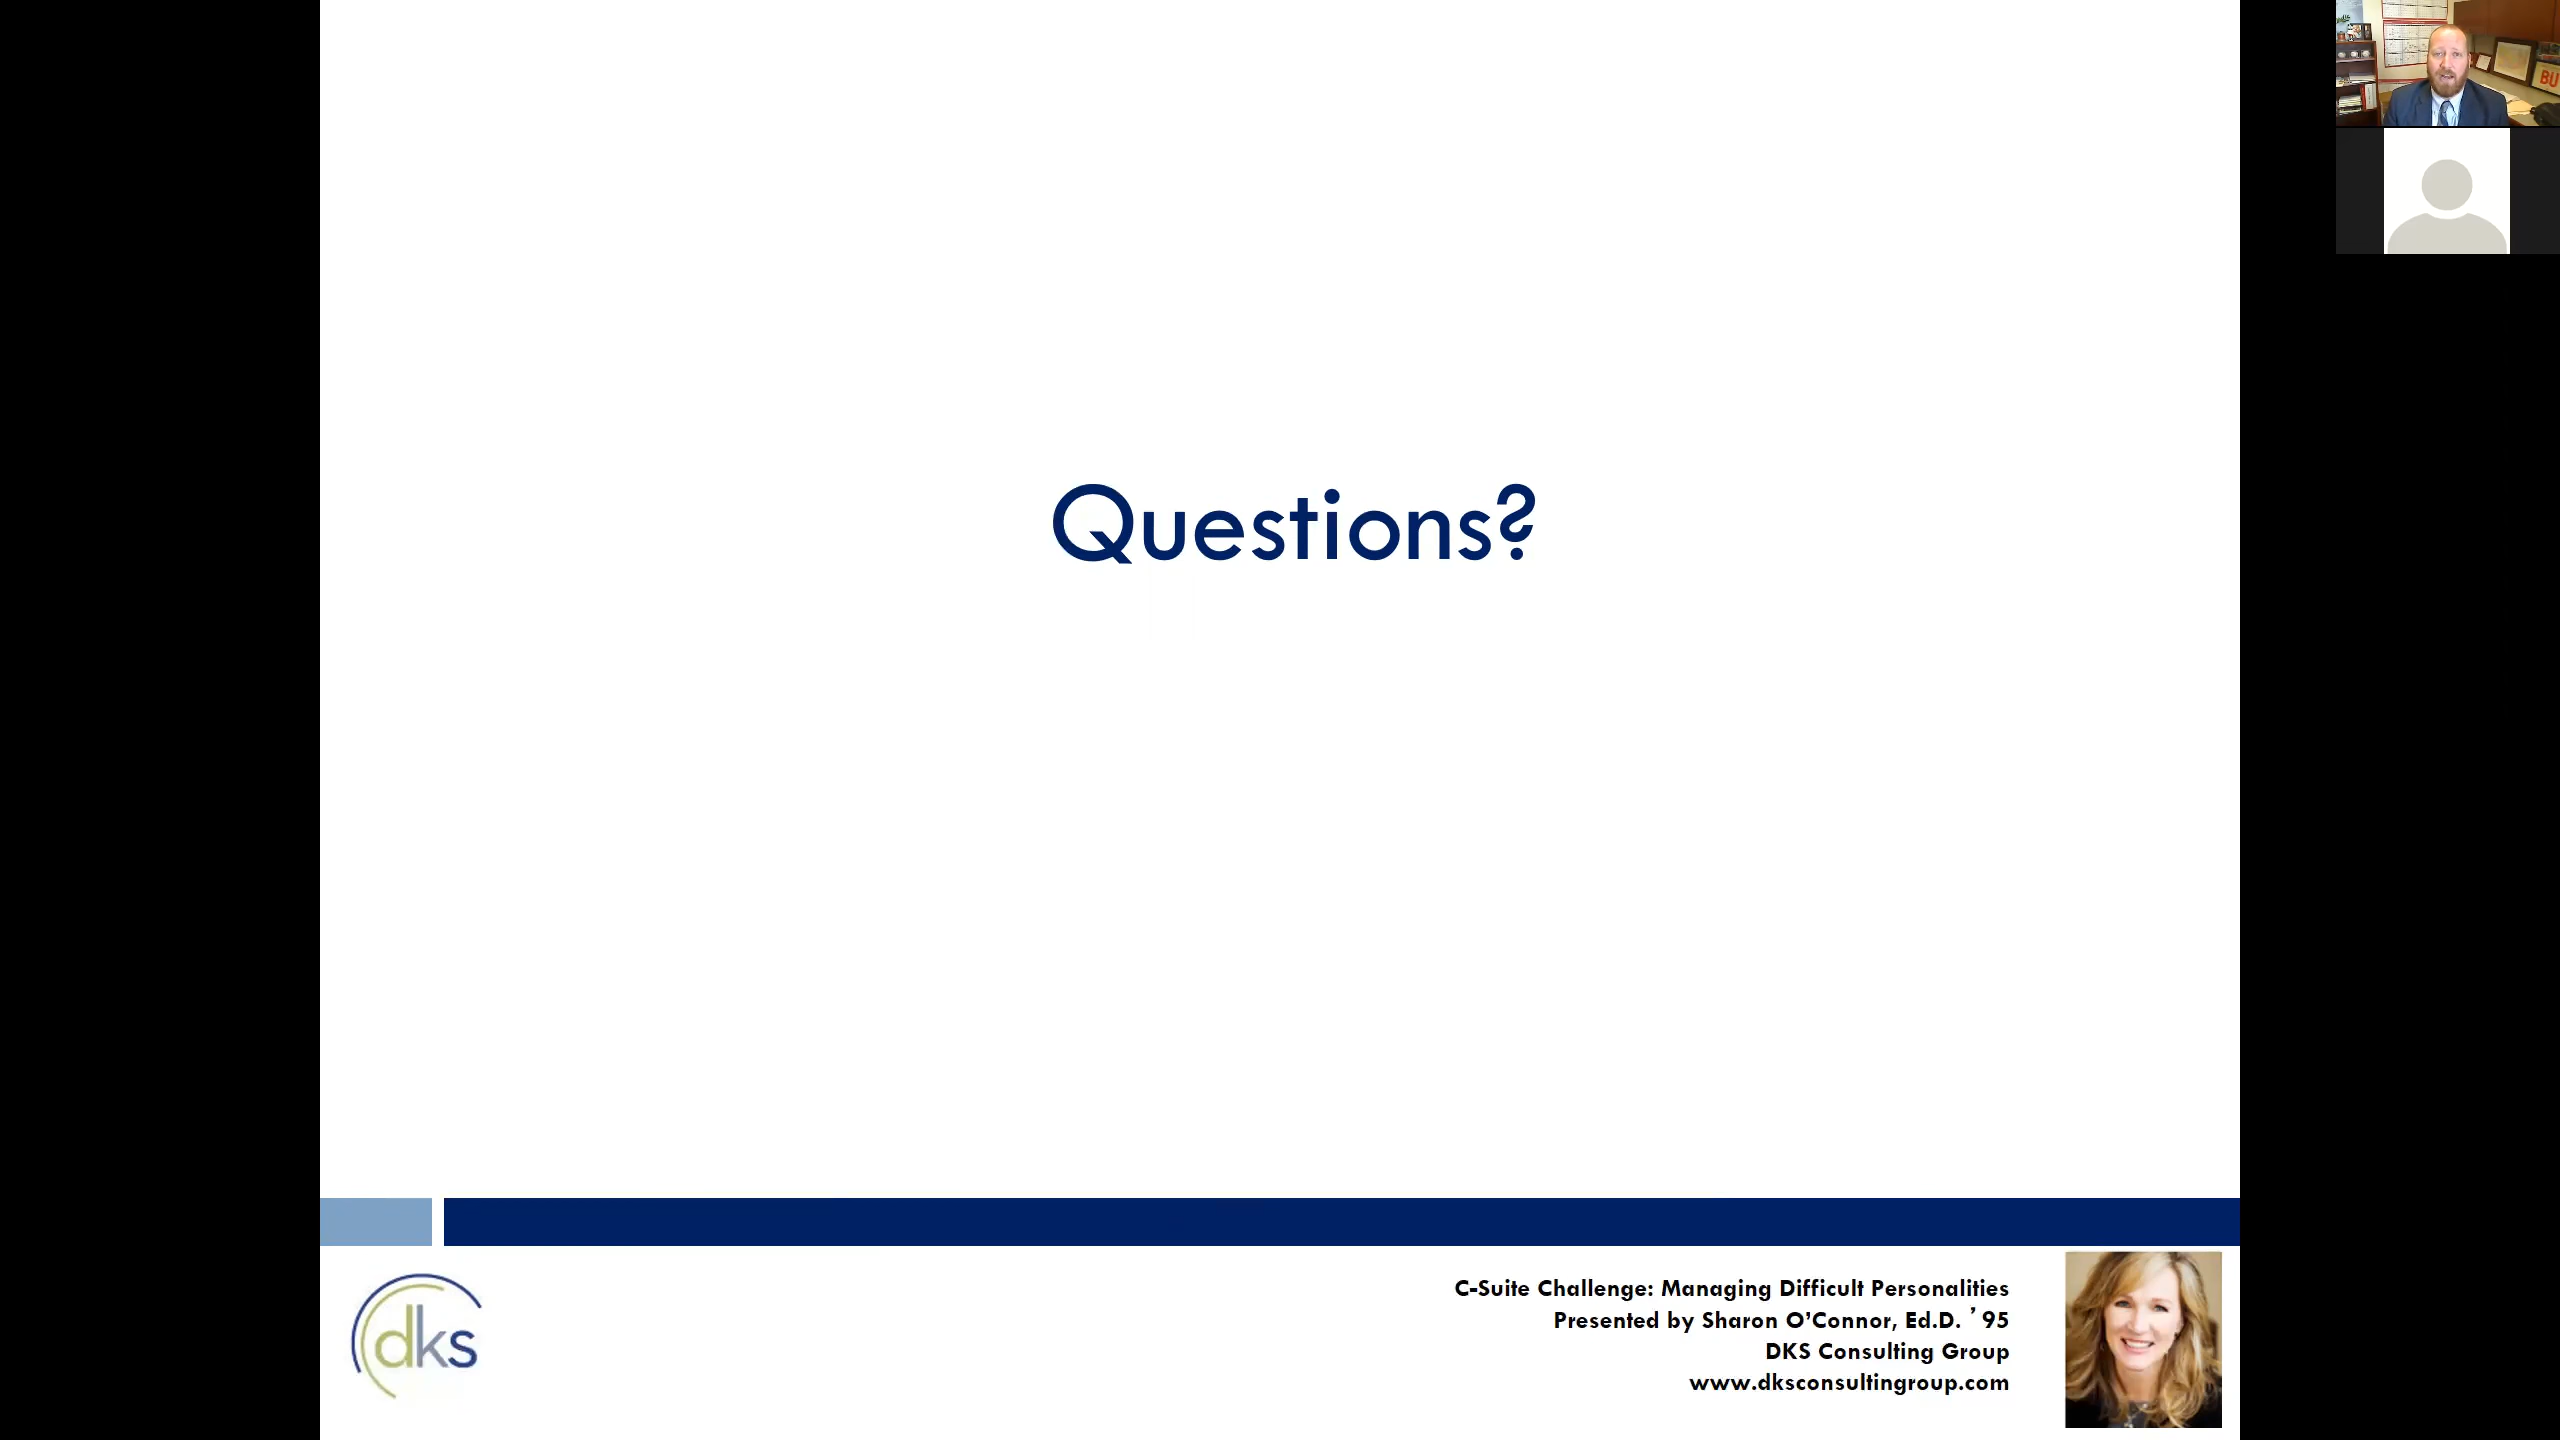 BU
Questions?
dks
C-Suite Challenge: Managing Difficult Personalities
Presented by Sharon O’Connor, Ed.D. ’95
DKS Consulting Group
www.dksconsultingroup.com